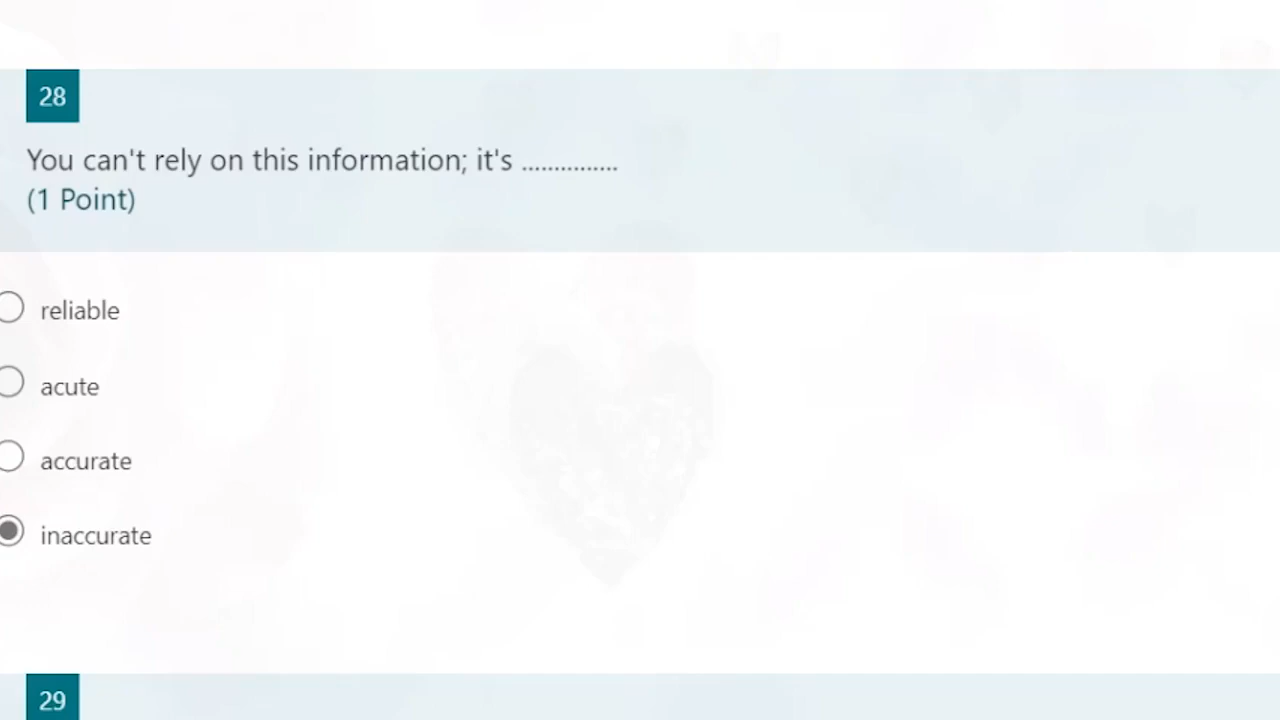 28
You can't rely on this information; it's ...............
(1 Point)
reliable
acute
accurate
inaccurate
29